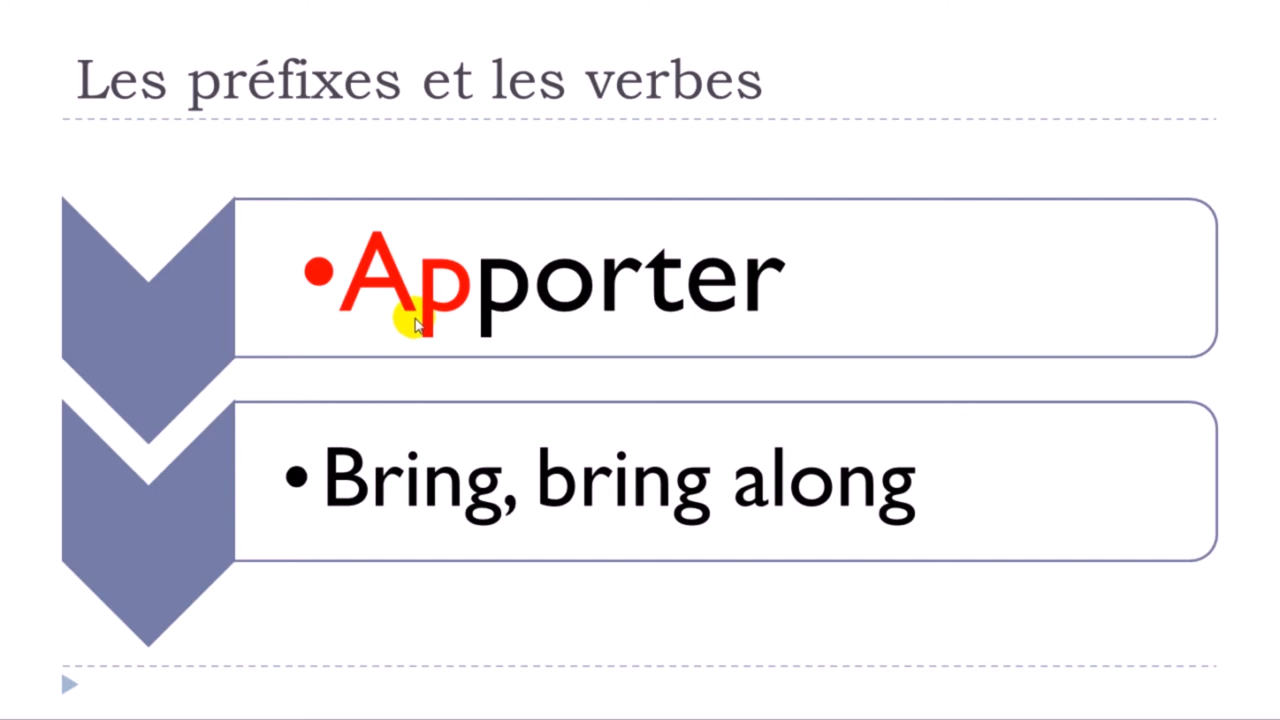 Les préfixes et les verbes
•Apporter
•Bring, bring along